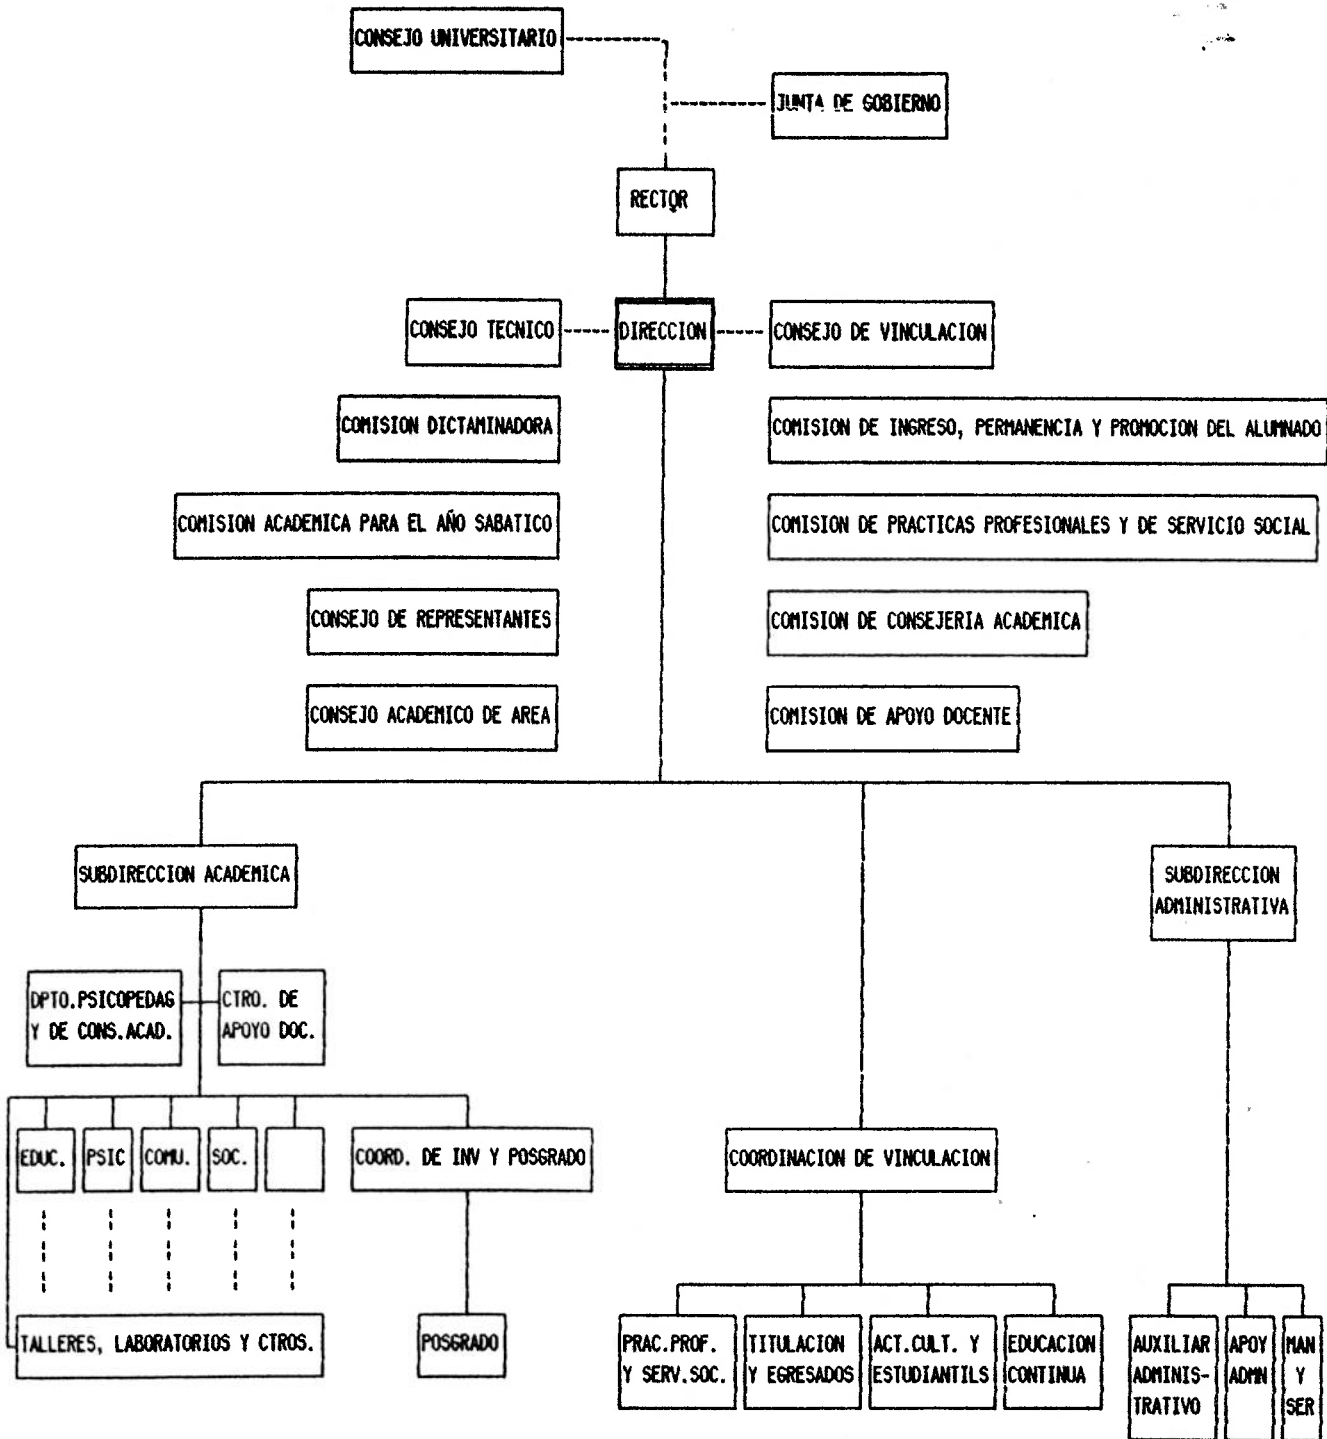 CONSEJO UNIVERSITARIO
JUNTA DE GOBIERNO
RECTOR
CONSEJO TECNICO
DIRECCION
CONSEJO DE VINCULACION
COMISION DICTAMINADORA
COMISION DE INGRESO, PERMANENCIA Y PROMOCION DEL ALUMNADO
COMISION ACADEMICA PARA EL AÑO SABATICO
COMISION DE PRACTICAS PROFESIONALES Y DE SERVICIO SOCIAL
CONSEJO DE REPRESENTANTES
COMISION DE CONSEJERIA ACADEMICA
CONSEJO ACADEMICO DE AREA
COMISION DE APOYO DOCENTE
SUBDIRECCION ACADEMICA
SUBDIRECCION
ADMINISTRATIVA
DPTO.PSICOPEDAG
Y DE CONS.ACAD.
CTRO. DE
APOYO DOC.
EDUC.
PSIC
COMU.
SOC.
COORD. DE INV Y POSGRADO
COORDINACION DE VINCULACION
TALLERES, LABORATORIOS Y CTROS.
POSGRADO
PRAC.PROF.
Y SERV.SOC.
TITULACION
Y EGRESADOS
ACT.CULT. Y
ESTUDIANTILS
EDUCACION
CONTINUA
AUXILIAR
ADMINIS-
TRATIVO
APOY
ADMN
MAN
Y
SER